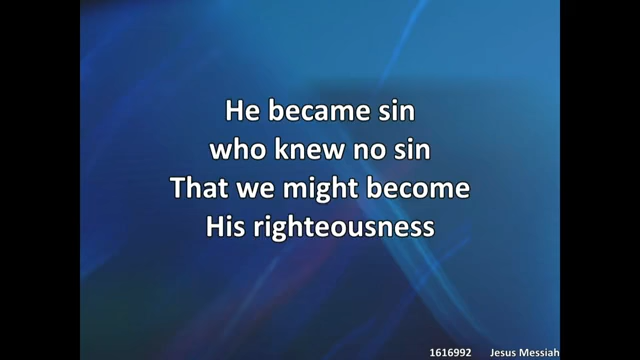 He became sin
who knew no sin
That we might become
His righteousness
1616992 Jesus Messiah